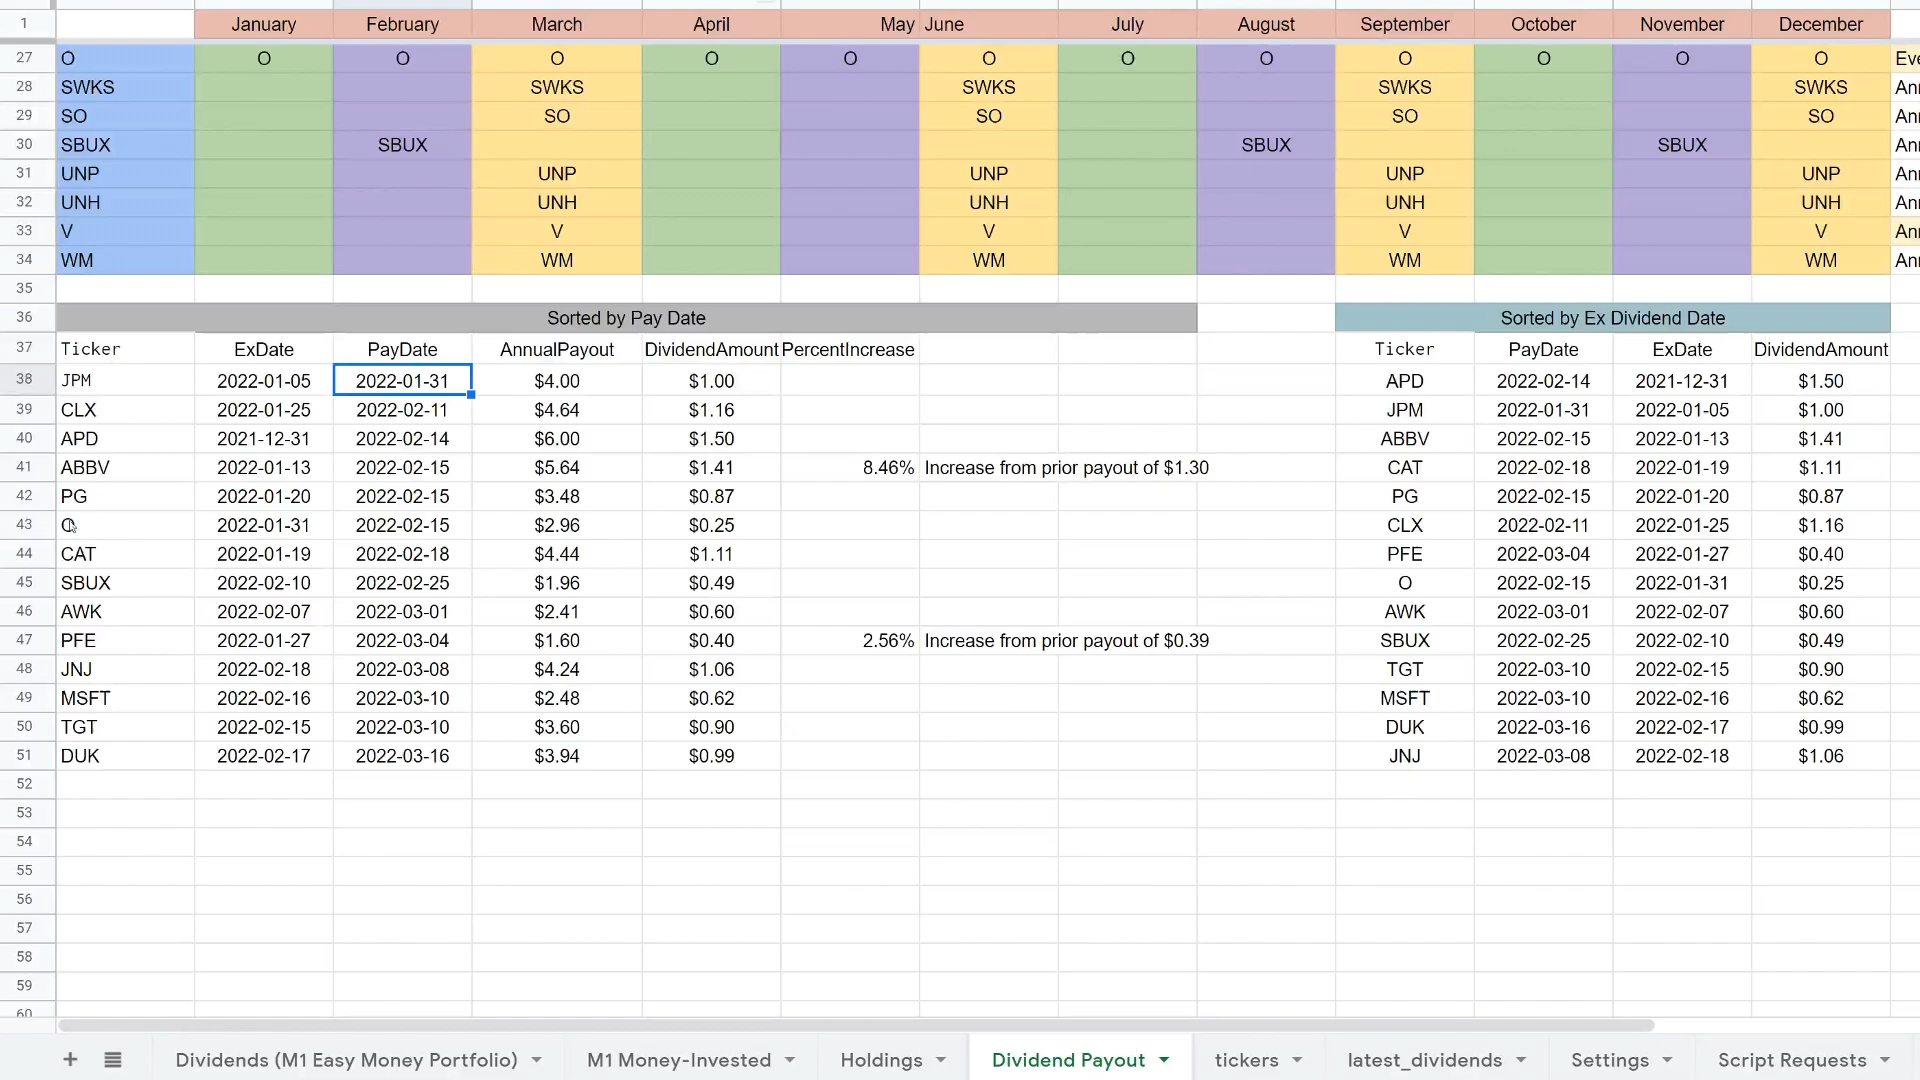 1 January February March April May June July August September October November December
27 O O O O O O O O O O O O O Eve
28 SWKS SWKS SWKS SWKS SWKS Ann
29 SO SO SO SO SO Ann
30 SBUX SBUX SBUX SBUX Ann
31 UNP UNP UNP UNP UNP Ann
32 UNH UNH UNH UNH UNH Ann
33 V V V V V Ann
34 WM WM WM WM WM Ann
35
36 Sorted by Pay Date Sorted by Ex Dividend Date
37 Ticker ExDate PayDate AnnualPayout DividendAmount PercentIncrease Ticker PayDate ExDate DividendAmount
38 JPM 2022-01-05 2022-01-31 $4.00 $1.00 APD 2022-02-14 2021-12-31 $1.50
39 CLX 2022-01-25 2022-02-11 $4.64 $1.16 JPM 2022-01-31 2022-01-05 $1.00
40 APD 2021-12-31 2022-02-14 $6.00 $1.50 ABBV 2022-02-15 2022-01-13 $1.41
41 ABBV 2022-01-13 2022-02-15 $5.64 $1.41 8.46% Increase from prior payout of $1.30 CAT 2022-02-18 2022-01-19 $1.11
42 PG 2022-01-20 2022-02-15 $3.48 $0.87 PG 2022-02-15 2022-01-20 $0.87
43 O 2022-01-31 2022-02-15 $2.96 $0.25 CLX 2022-02-11 2022-01-25 $1.16
44 CAT 2022-01-19 2022-02-18 $4.44 $1.11 PFE 2022-03-04 2022-01-27 $0.40
45 SBUX 2022-02-10 2022-02-25 $1.96 $0.49 O 2022-02-15 2022-01-31 $0.25
46 AWK 2022-02-07 2022-03-01 $2.41 $0.60 AWK 2022-03-01 2022-02-07 $0.60
47 PFE 2022-01-27 2022-03-04 $1.60 $0.40 2.56% Increase from prior payout of $0.39 SBUX 2022-02-25 2022-02-10 $0.49
48 JNJ 2022-02-18 2022-03-08 $4.24 $1.06 TGT 2022-03-10 2022-02-15 $0.90
49 MSFT 2022-02-16 2022-03-10 $2.48 $0.62 MSFT 2022-03-10 2022-02-16 $0.62
50 TGT 2022-02-15 2022-03-10 $3.60 $0.90 DUK 2022-03-16 2022-02-17 $0.99
51 DUK 2022-02-17 2022-03-16 $3.94 $0.99 JNJ 2022-03-08 2022-02-18 $1.06
52
53
54
55
56
57
58
59
60
Dividends (M1 Easy Money Portfolio) M1 Money-Invested Holdings Dividend Payout tickers latest_dividends Settings Script Requests